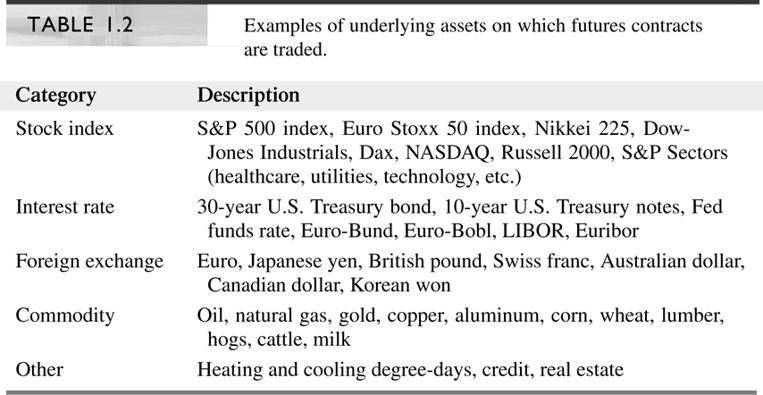 TABLE 1.2
Examples of underlying assets on which futures contracts
are traded.
Category Description
Stock index S&P 500 index, Euro Stoxx 50 index, Nikkei 225, Dow-
Jones Industrials, Dax, NASDAQ, Russell 2000, S&P Sectors
(healthcare, utilities, technology, etc.)
Interest rate 30-year U.S. Treasury bond, 10-year U.S. Treasury notes, Fed
funds rate, Euro-Bund, Euro-Bobl, LIBOR, Euribor
Foreign exchange Euro, Japanese yen, British pound, Swiss franc, Australian dollar,
Canadian dollar, Korean won
Commodity Oil, natural gas, gold, copper, aluminum, corn, wheat, lumber,
hogs, cattle, milk
Other Heating and cooling degree-days, credit, real estate